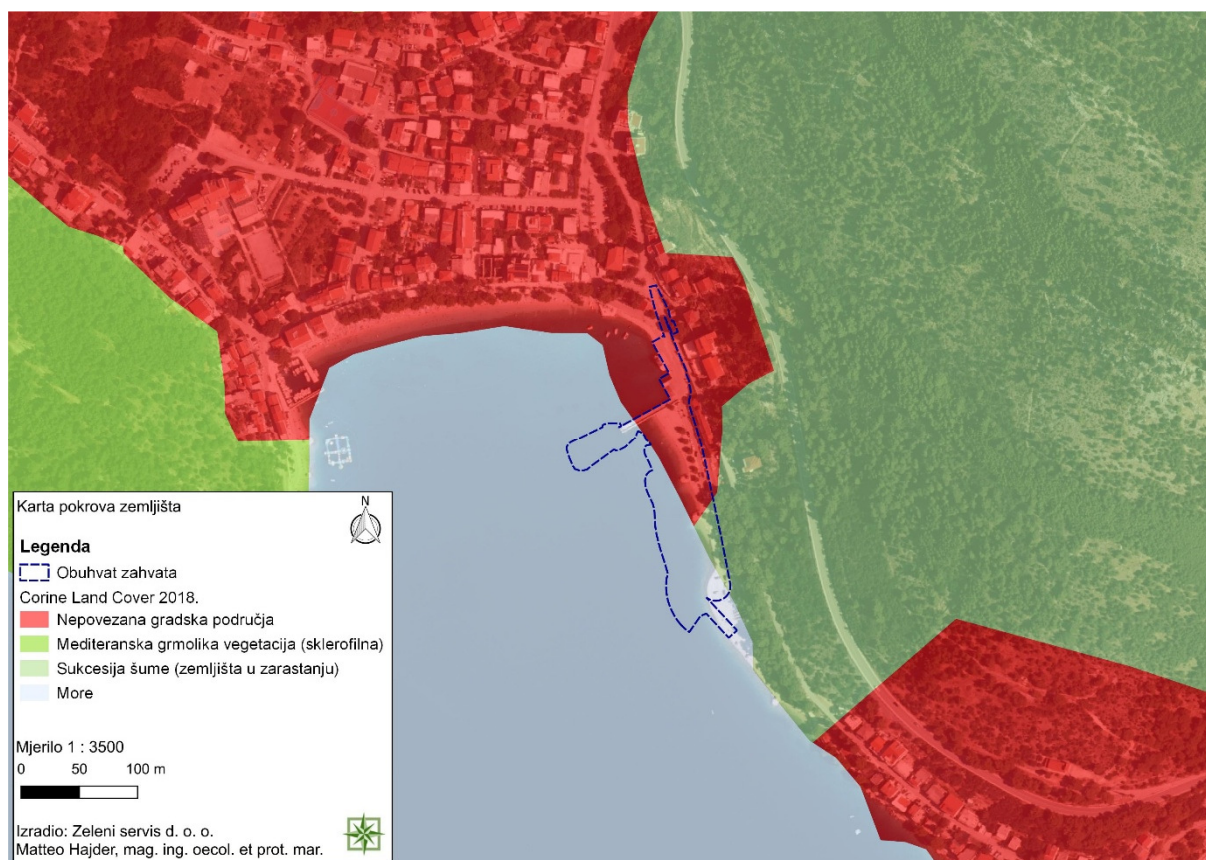 Karta pokrova zemljišta
N
Legenda
Obuhvat zahvata
Corine Land Cover 2018.
Nepovezana gradska područja
Mediteranska grmolika vegetacija (sklerofilna)
Sukcesija šume (zemljišta u zarastanju)
More
Mjerilo 1 : 3500
0 50 100 m
Izradio: Zeleni servis d. o. o.
Matteo Hajder, mag. ing. oecol. et prot. mar.